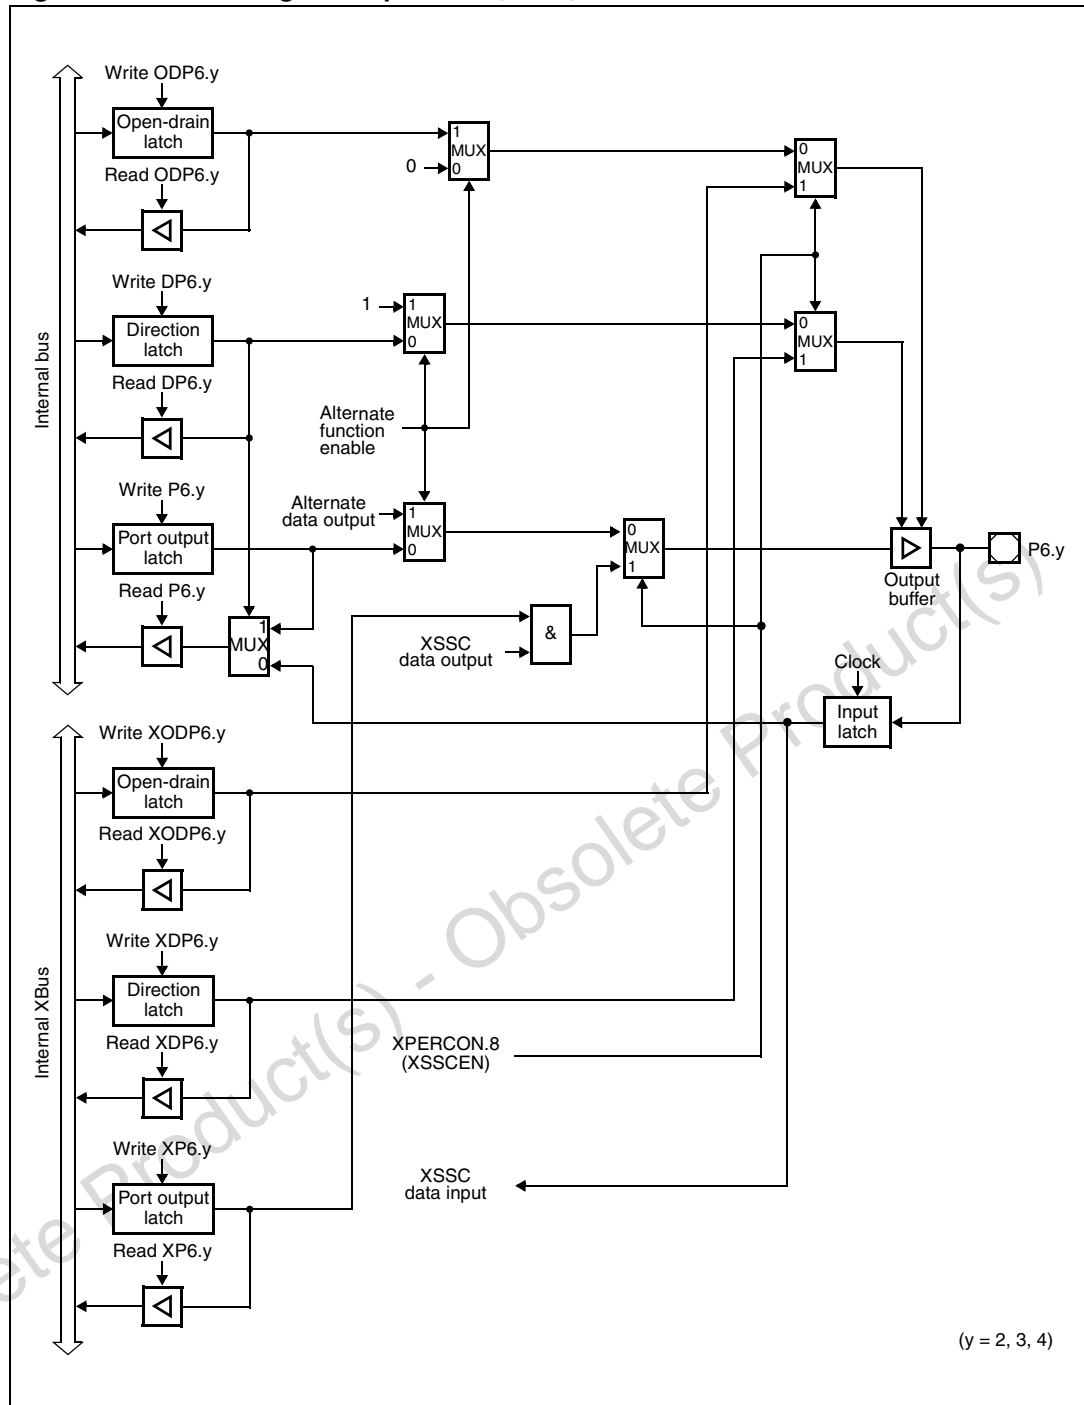 Write ODP6.y
Open-drain
latch
Read ODP6.y
1
MUX
0
0
0
MUX
1
Write DP6.y
Direction
latch
Read DP6.y
1
1
MUX
0
0
MUX
1
Internal bus
Alternate
function
enable
Write P6.y
Port output
latch
Read P6.y
Alternate
data output
1
MUX
0
0
MUX
1
Output
buffer
P6.y
1
MUX
0
XSSC
data output
&
Clock
Input
latch
Write XODP6.y
Open-drain
latch
Read XODP6.y
Internal XBus
Write XDP6.y
Direction
latch
Read XDP6.y
XPERCON.8
(XSSCEN)
Write XP6.y
Port output
latch
Read XP6.y
XSSC
data input
(y = 2, 3, 4)
ete Product(s) - Obsolete Product(s)